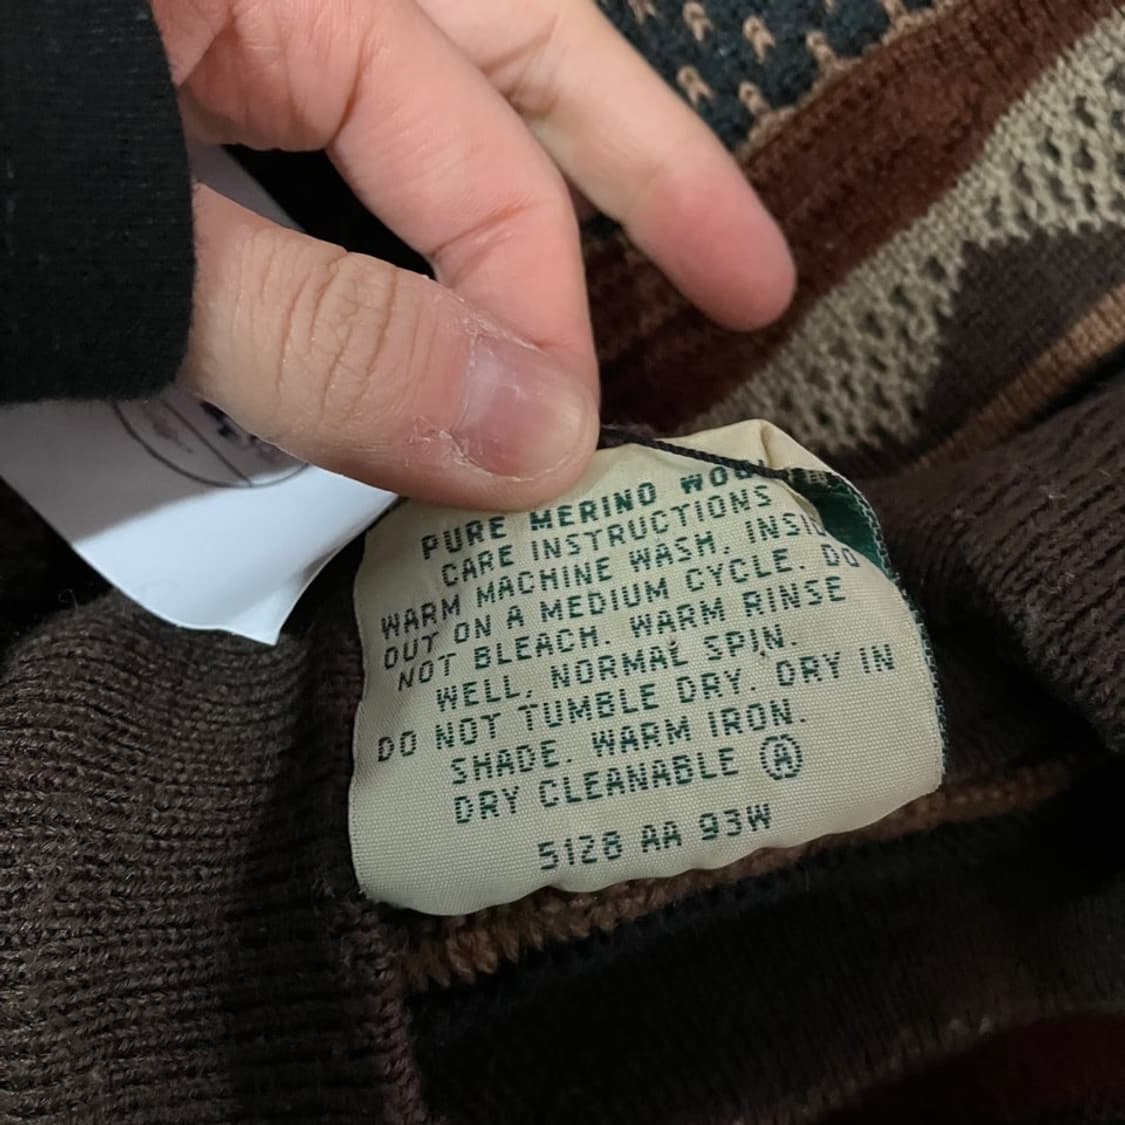 PURE MERINO WOOL
CARE INSTRUCTIONS
WARM MACHINE WASH, INSIDE
OUT ON A MEDIUM CYCLE. DO
NOT BLEACH. WARM RINSE
WELL, NORMAL SPIN.
DO NOT TUMBLE DRY. DRY IN
SHADE. WARM IRON.
DRY CLEANABLE Ⓐ
5128 AA 93W